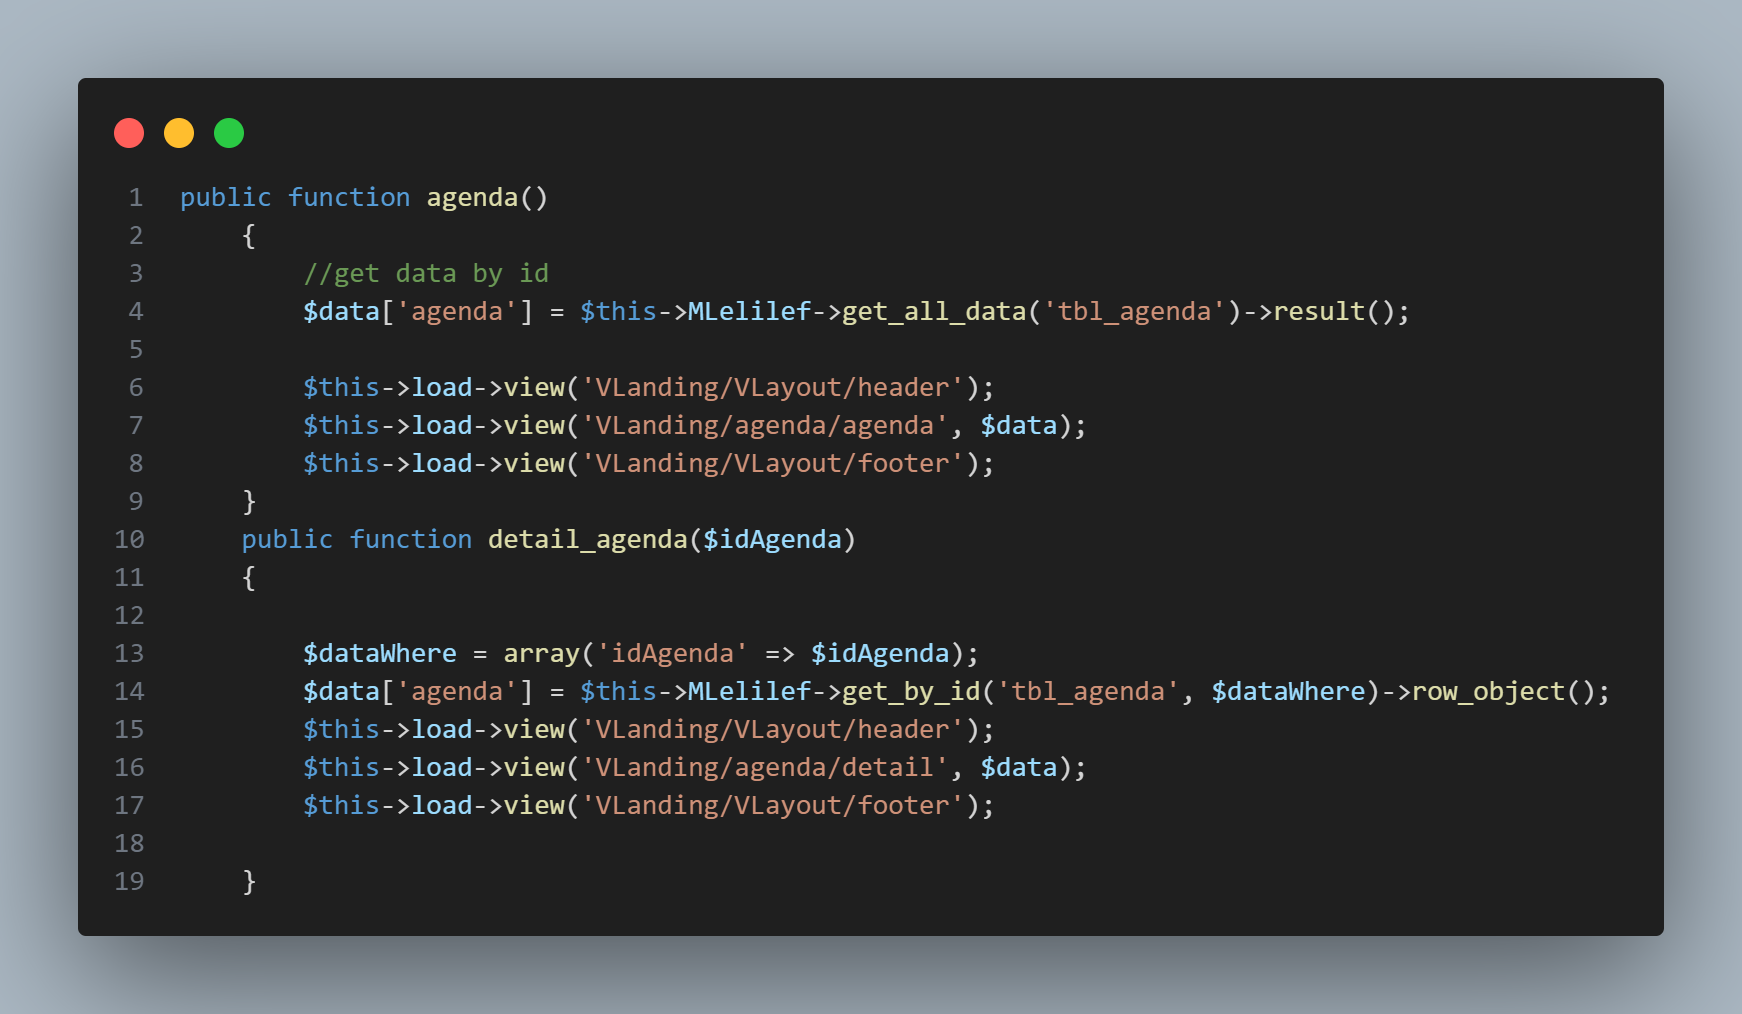 1 public function agenda()
2 {
3 //get data by id
4 $data['agenda'] = $this->MLelilef->get_all_data('tbl_agenda')->result();
5
6 $this->load->view('VLanding/VLayout/header');
7 $this->load->view('VLanding/agenda/agenda', $data);
8 $this->load->view('VLanding/VLayout/footer');
9 }
10 public function detail_agenda($idAgenda)
11 {
12
13 $dataWhere = array('idAgenda' => $idAgenda);
14 $data['agenda'] = $this->MLelilef->get_by_id('tbl_agenda', $dataWhere)->row_object();
15 $this->load->view('VLanding/VLayout/header');
16 $this->load->view('VLanding/agenda/detail', $data);
17 $this->load->view('VLanding/VLayout/footer');
18
19 }